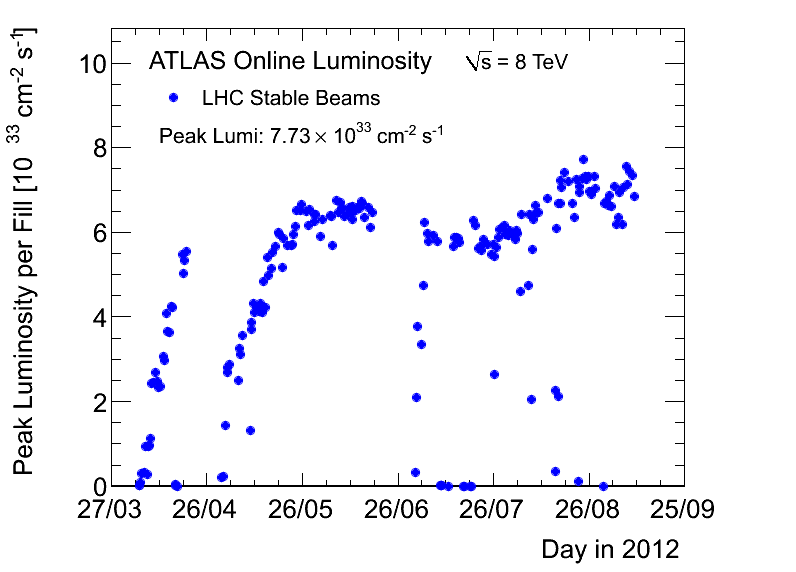 ATLAS Online Luminosity √s = 8 TeV
LHC Stable Beams
Peak Lumi: 7.73 × 10³³ cm⁻² s⁻¹
Peak Luminosity per Fill [10 ³³ cm⁻² s⁻¹]
10
8
6
4
2
0
27/03 26/04 26/05 26/06 26/07 26/08 25/09
Day in 2012